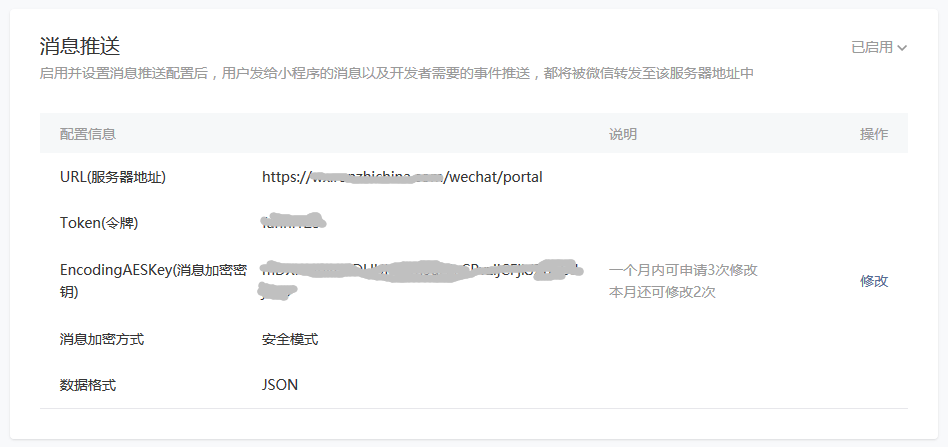 消息推送
已启用
启用并设置消息推送配置后，用户发给小程序的消息以及开发者需要的事件推送，都将被微信转发至该服务器地址中
配置信息 说明 操作
URL(服务器地址) https:// /wechat/portal
Token(令牌)
EncodingAESKey(消息加密密
钥)
一个月内可申请3次修改
本月还可修改2次
修改
消息加密方式 安全模式
数据格式 JSON